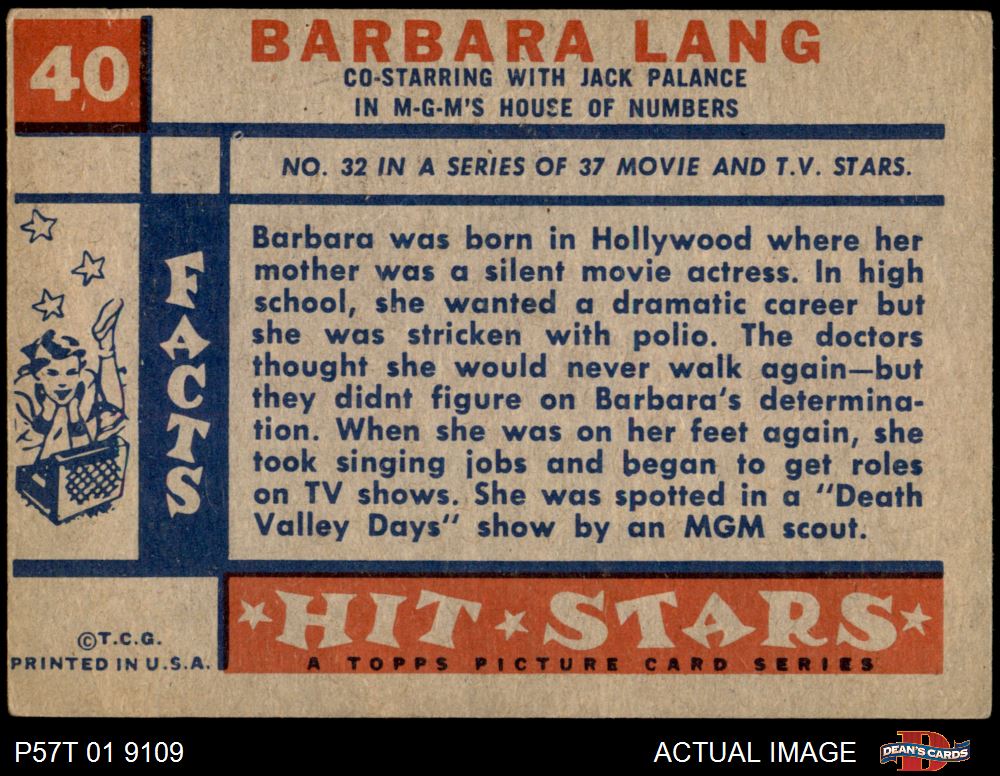 40
BARBARA LANG
CO-STARRING WITH JACK PALANCE
IN M-G-M'S HOUSE OF NUMBERS
NO. 32 IN A SERIES OF 37 MOVIE AND T.V. STARS.
FACTS
Barbara was born in Hollywood where her
mother was a silent movie actress. In high
school, she wanted a dramatic career but
she was stricken with polio. The doctors
thought she would never walk again—but
they didnt figure on Barbara's determina-
tion. When she was on her feet again, she
took singing jobs and began to get roles
on TV shows. She was spotted in a "Death
Valley Days" show by an MGM scout.
HIT STARS
A TOPPS PICTURE CARD SERIES
©T.C.G.
PRINTED IN U.S.A.
P57T 01 9109
ACTUAL IMAGE
D
DEAN'S CARDS